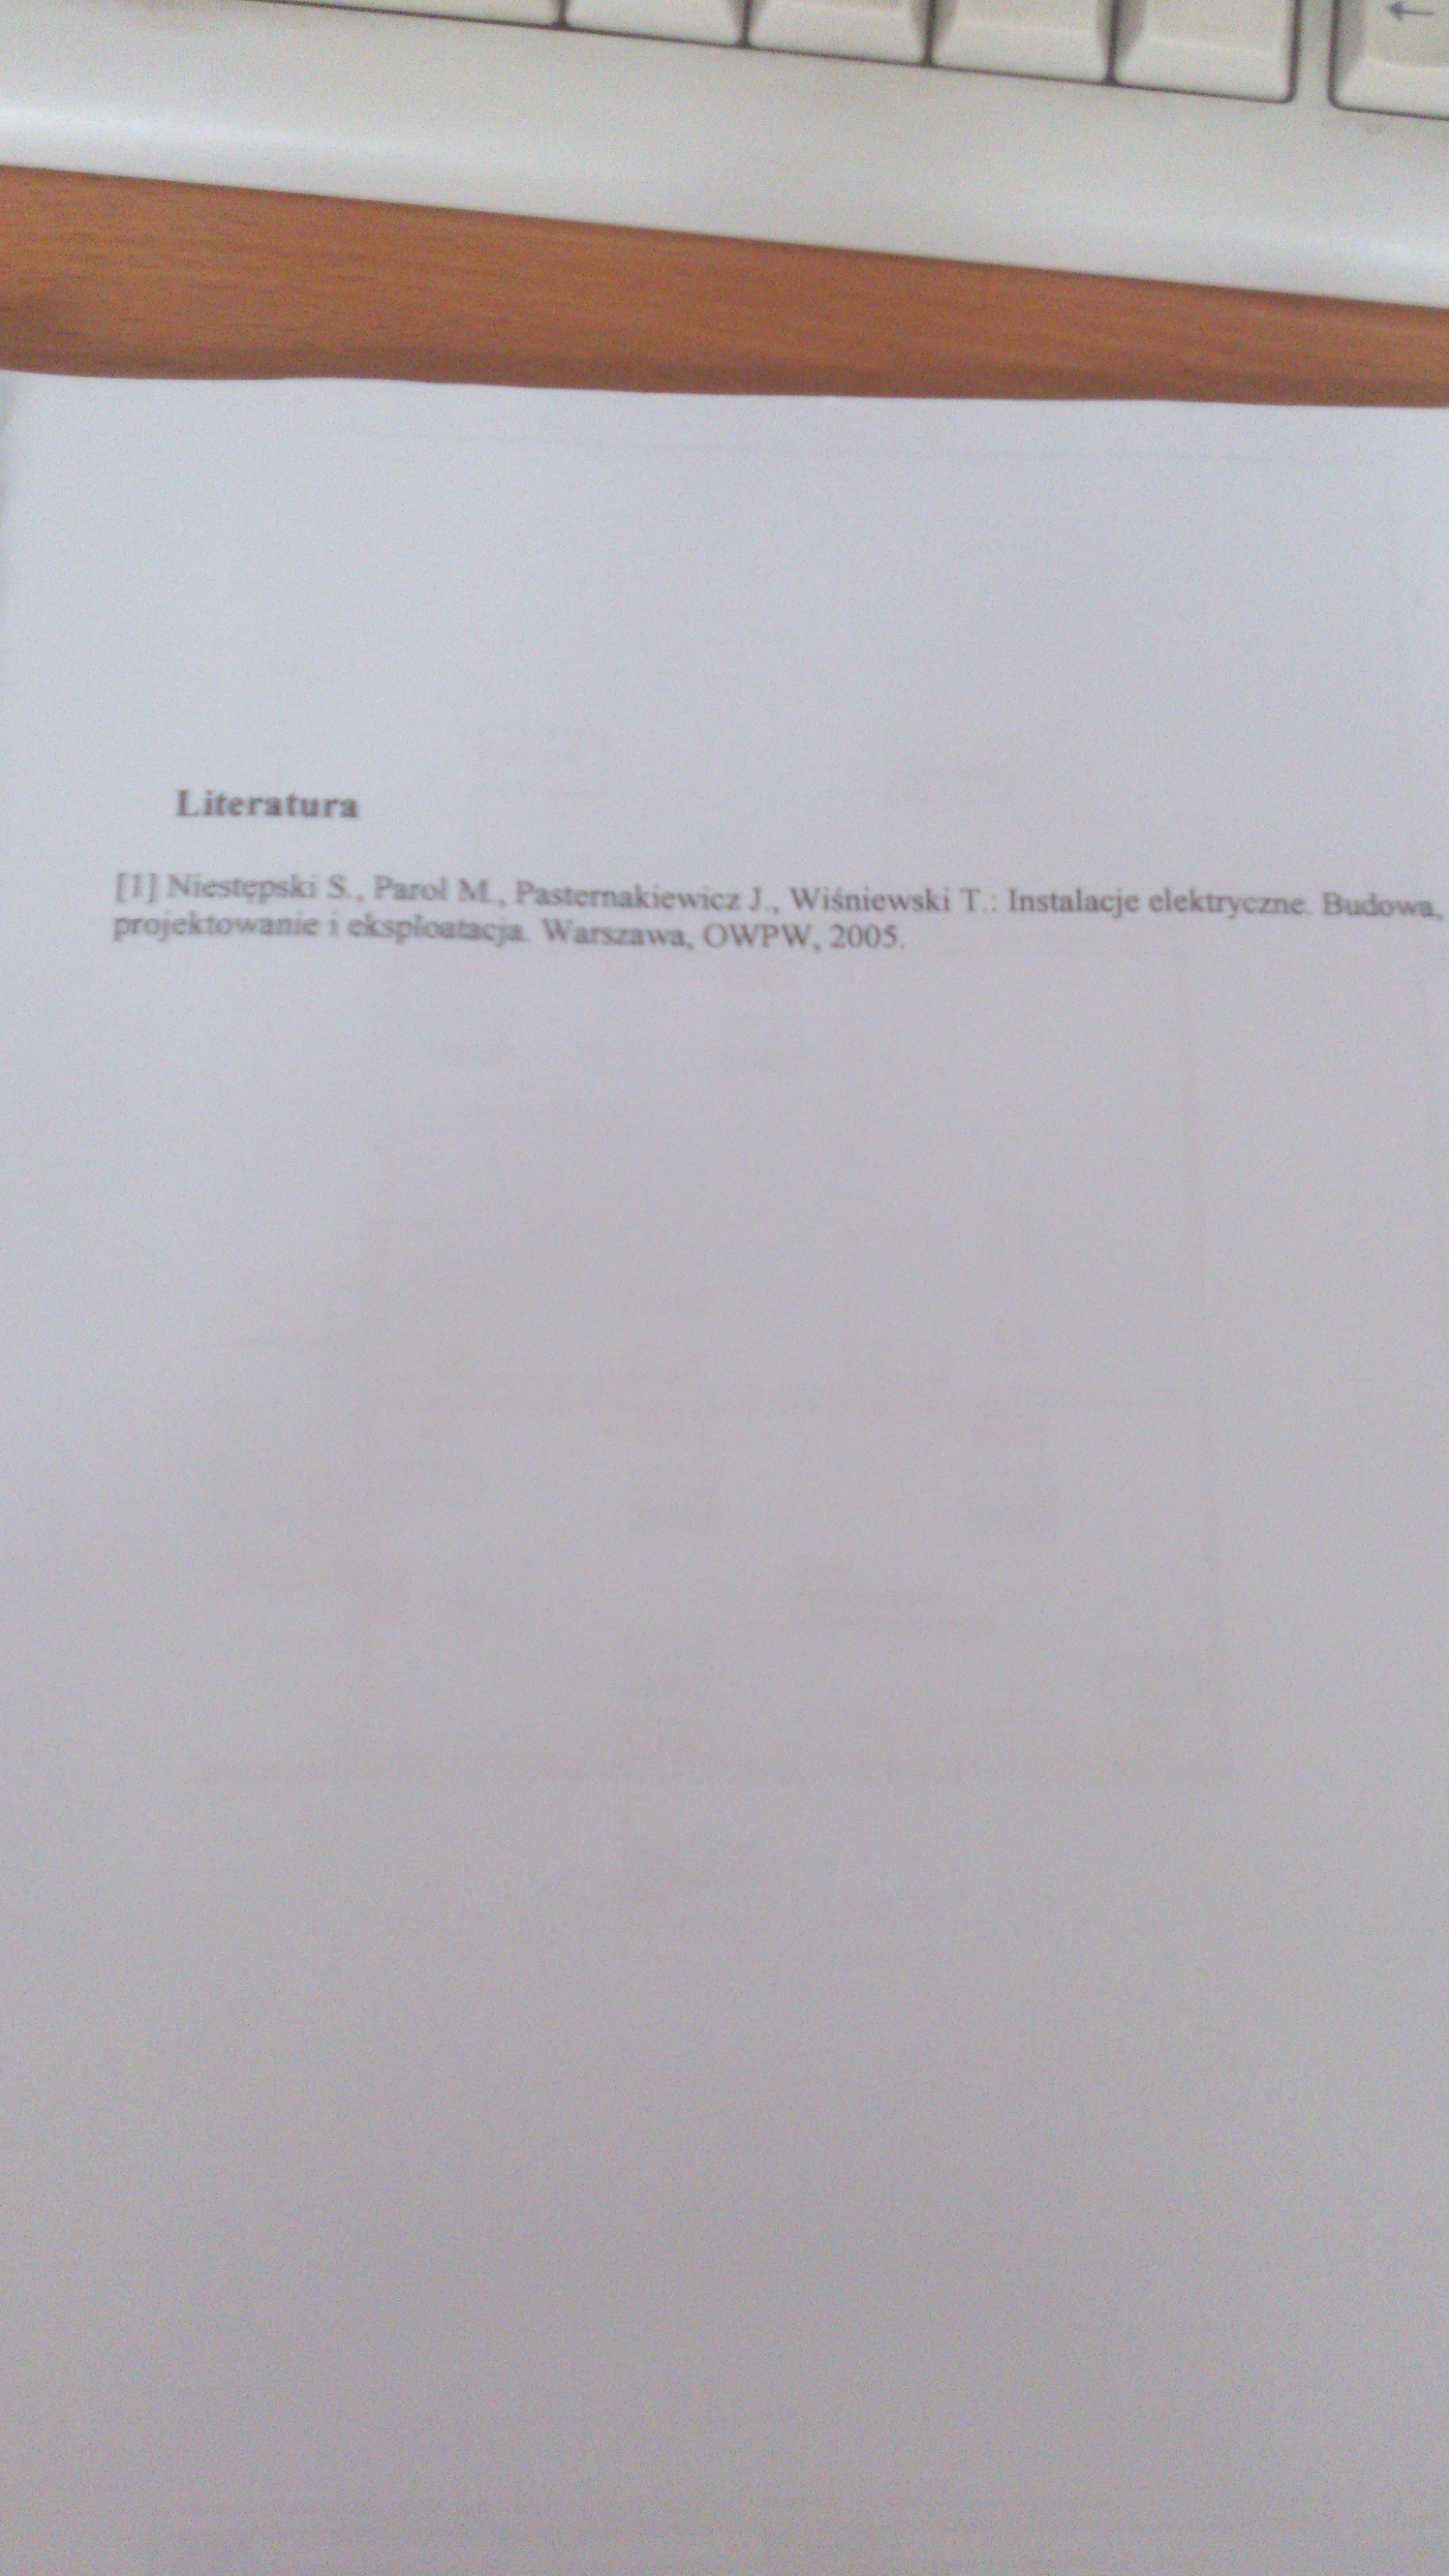 Literatura
[1] Niestępski S., Parol M., Pasternakiewicz J., Wiśniewski T.: Instalacje elektryczne. Budowa,
projektowanie i eksploatacja. Warszawa, OWPW, 2005.